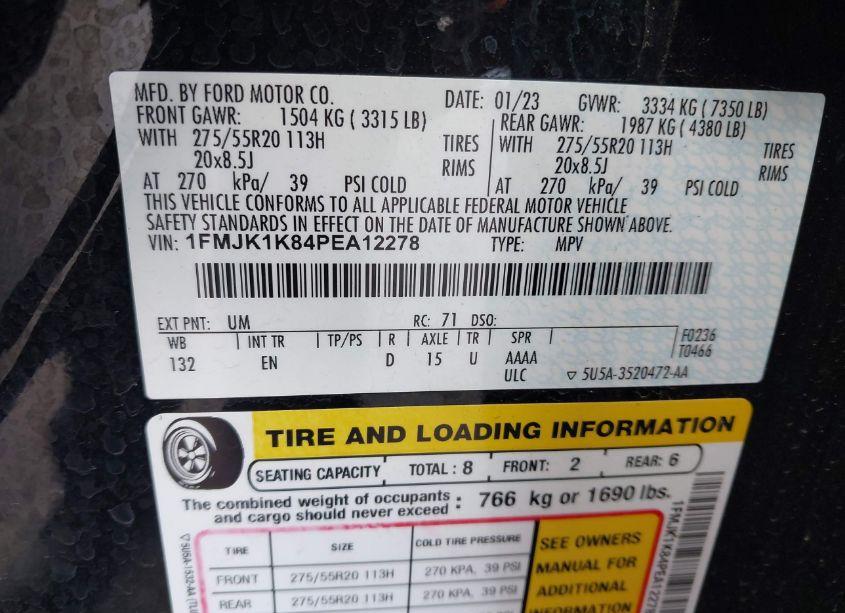 MFD. BY FORD MOTOR CO. DATE: 01/23 GVWR: 3334 KG ( 7350 LB)
FRONT GAWR: 1504 KG ( 3315 LB) REAR GAWR: 1987 KG ( 4380 LB)
WITH 275/55R20 113H TIRES WITH 275/55R20 113H TIRES
20x8.5J RIMS 20x8.5J RIMS
AT 270 kPa/ 39 PSI COLD AT 270 kPa/ 39 PSI COLD
THIS VEHICLE CONFORMS TO ALL APPLICABLE FEDERAL MOTOR VEHICLE
SAFETY STANDARDS IN EFFECT ON THE DATE OF MANUFACTURE SHOWN ABOVE.
VIN: 1FMJK1K84PEA12278 TYPE: MPV
EXT PNT: UM RC: 71 DSO:
WB INT TR TP/PS R AXLE TR SPR F0236
132 EN D 15 U AAAA T0466
ULC ▽ 5U5A-3520472-AA
TIRE AND LOADING INFORMATION
SEATING CAPACITY TOTAL : 8 FRONT: 2 REAR: 6
The combined weight of occupants
and cargo should never exceed : 766 kg or 1690 lbs.
TIRE SIZE COLD TIRE PRESSURE
FRONT 275/55R20 113H 270 KPA, 39 PSI
REAR 275/55R20 113H 270 KPA, 39 PSI
SEE OWNERS
MANUAL FOR
ADDITIONAL
INFORMATION
▽ 5U5A-1532-AA
1FMJK1K84PEA1227